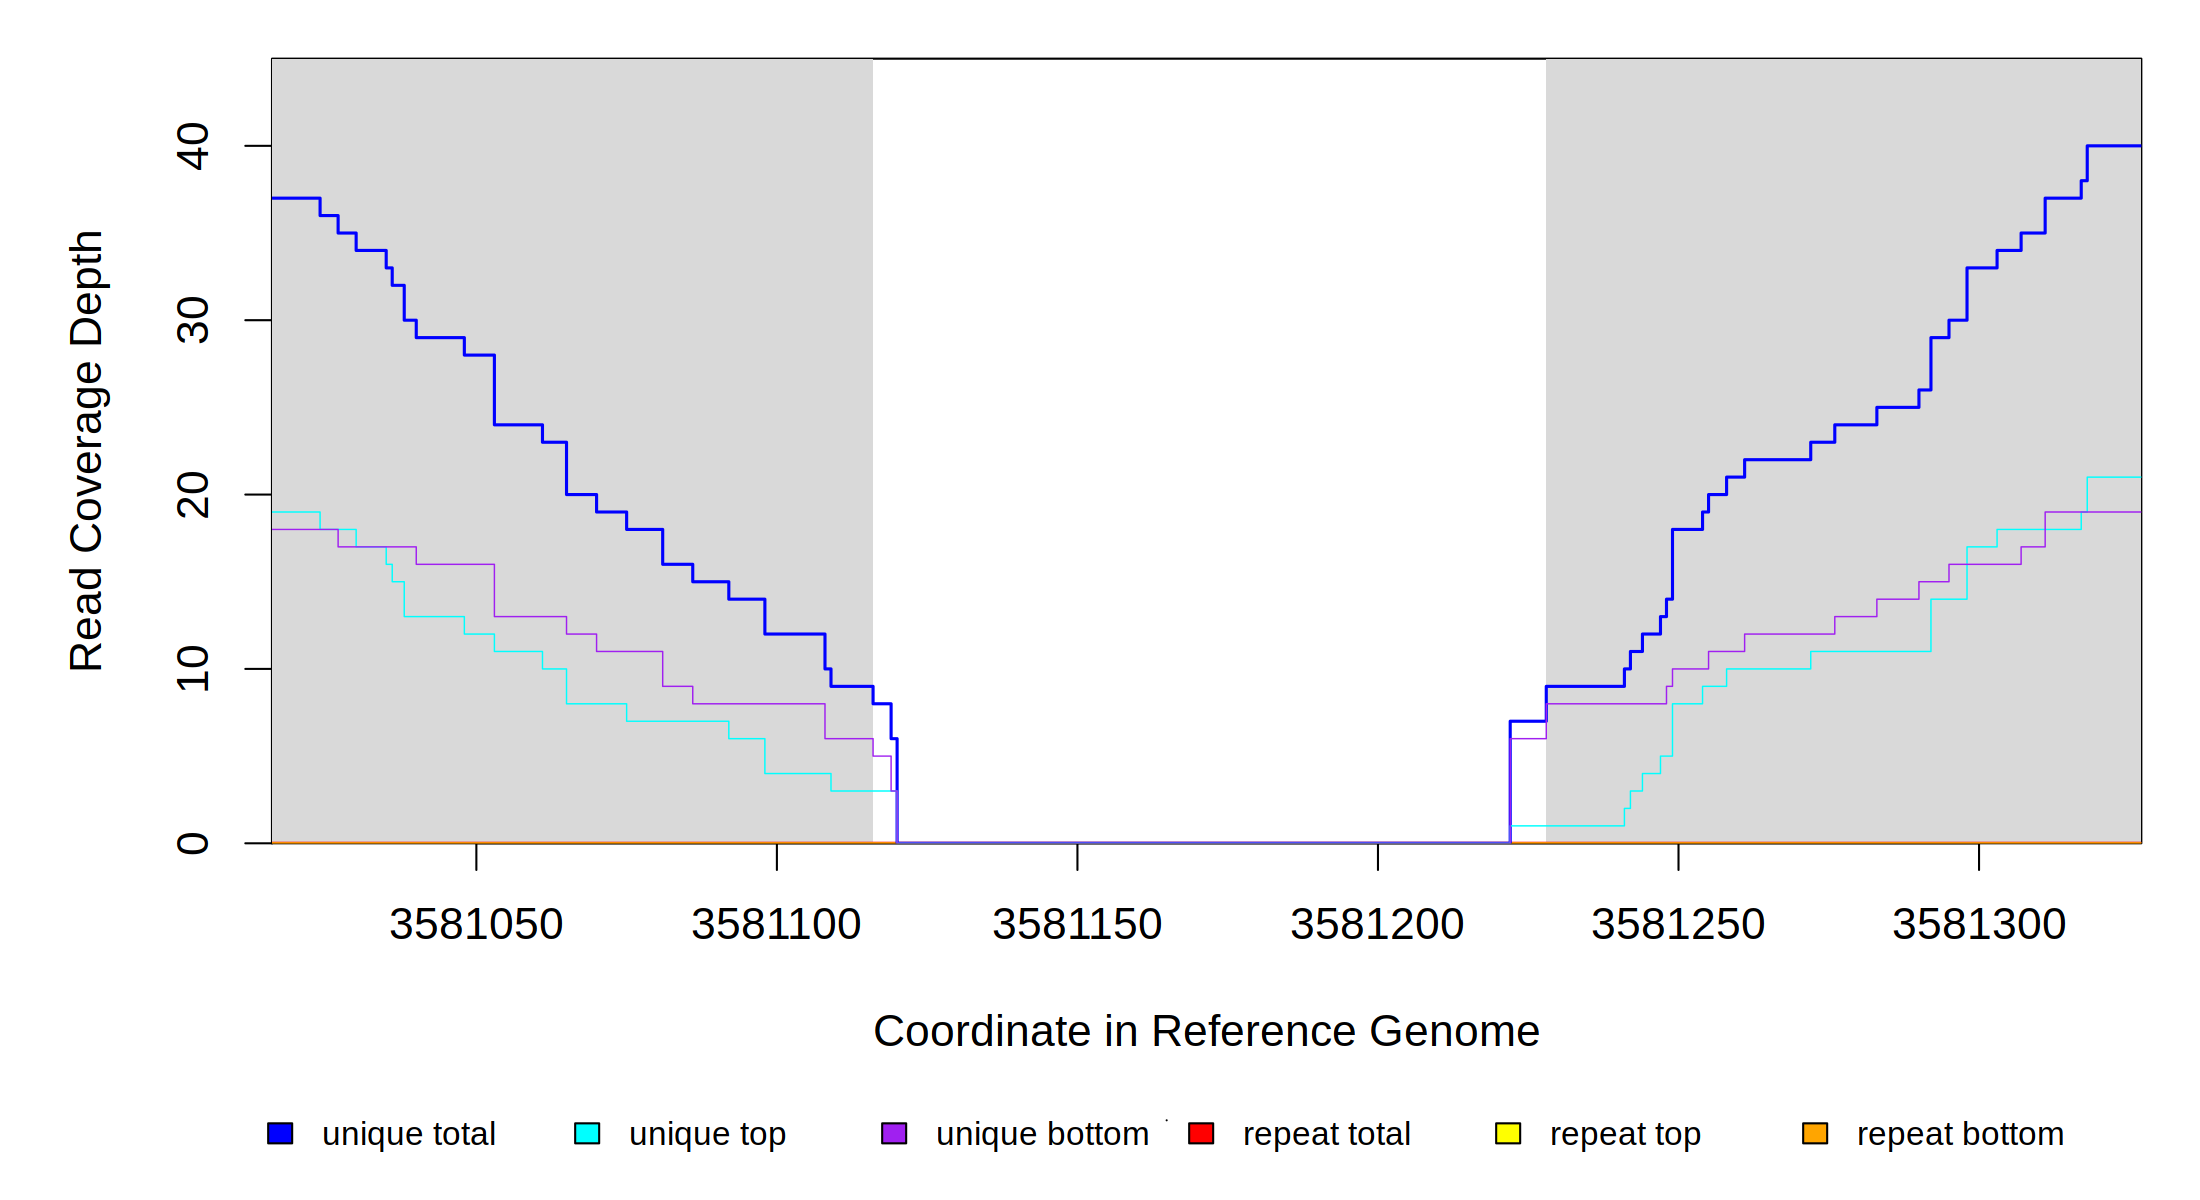 40
30
20
10
0
Read Coverage Depth
3581050 3581100 3581150 3581200 3581250 3581300
Coordinate in Reference Genome
unique total unique top unique bottom repeat total repeat top repeat bottom